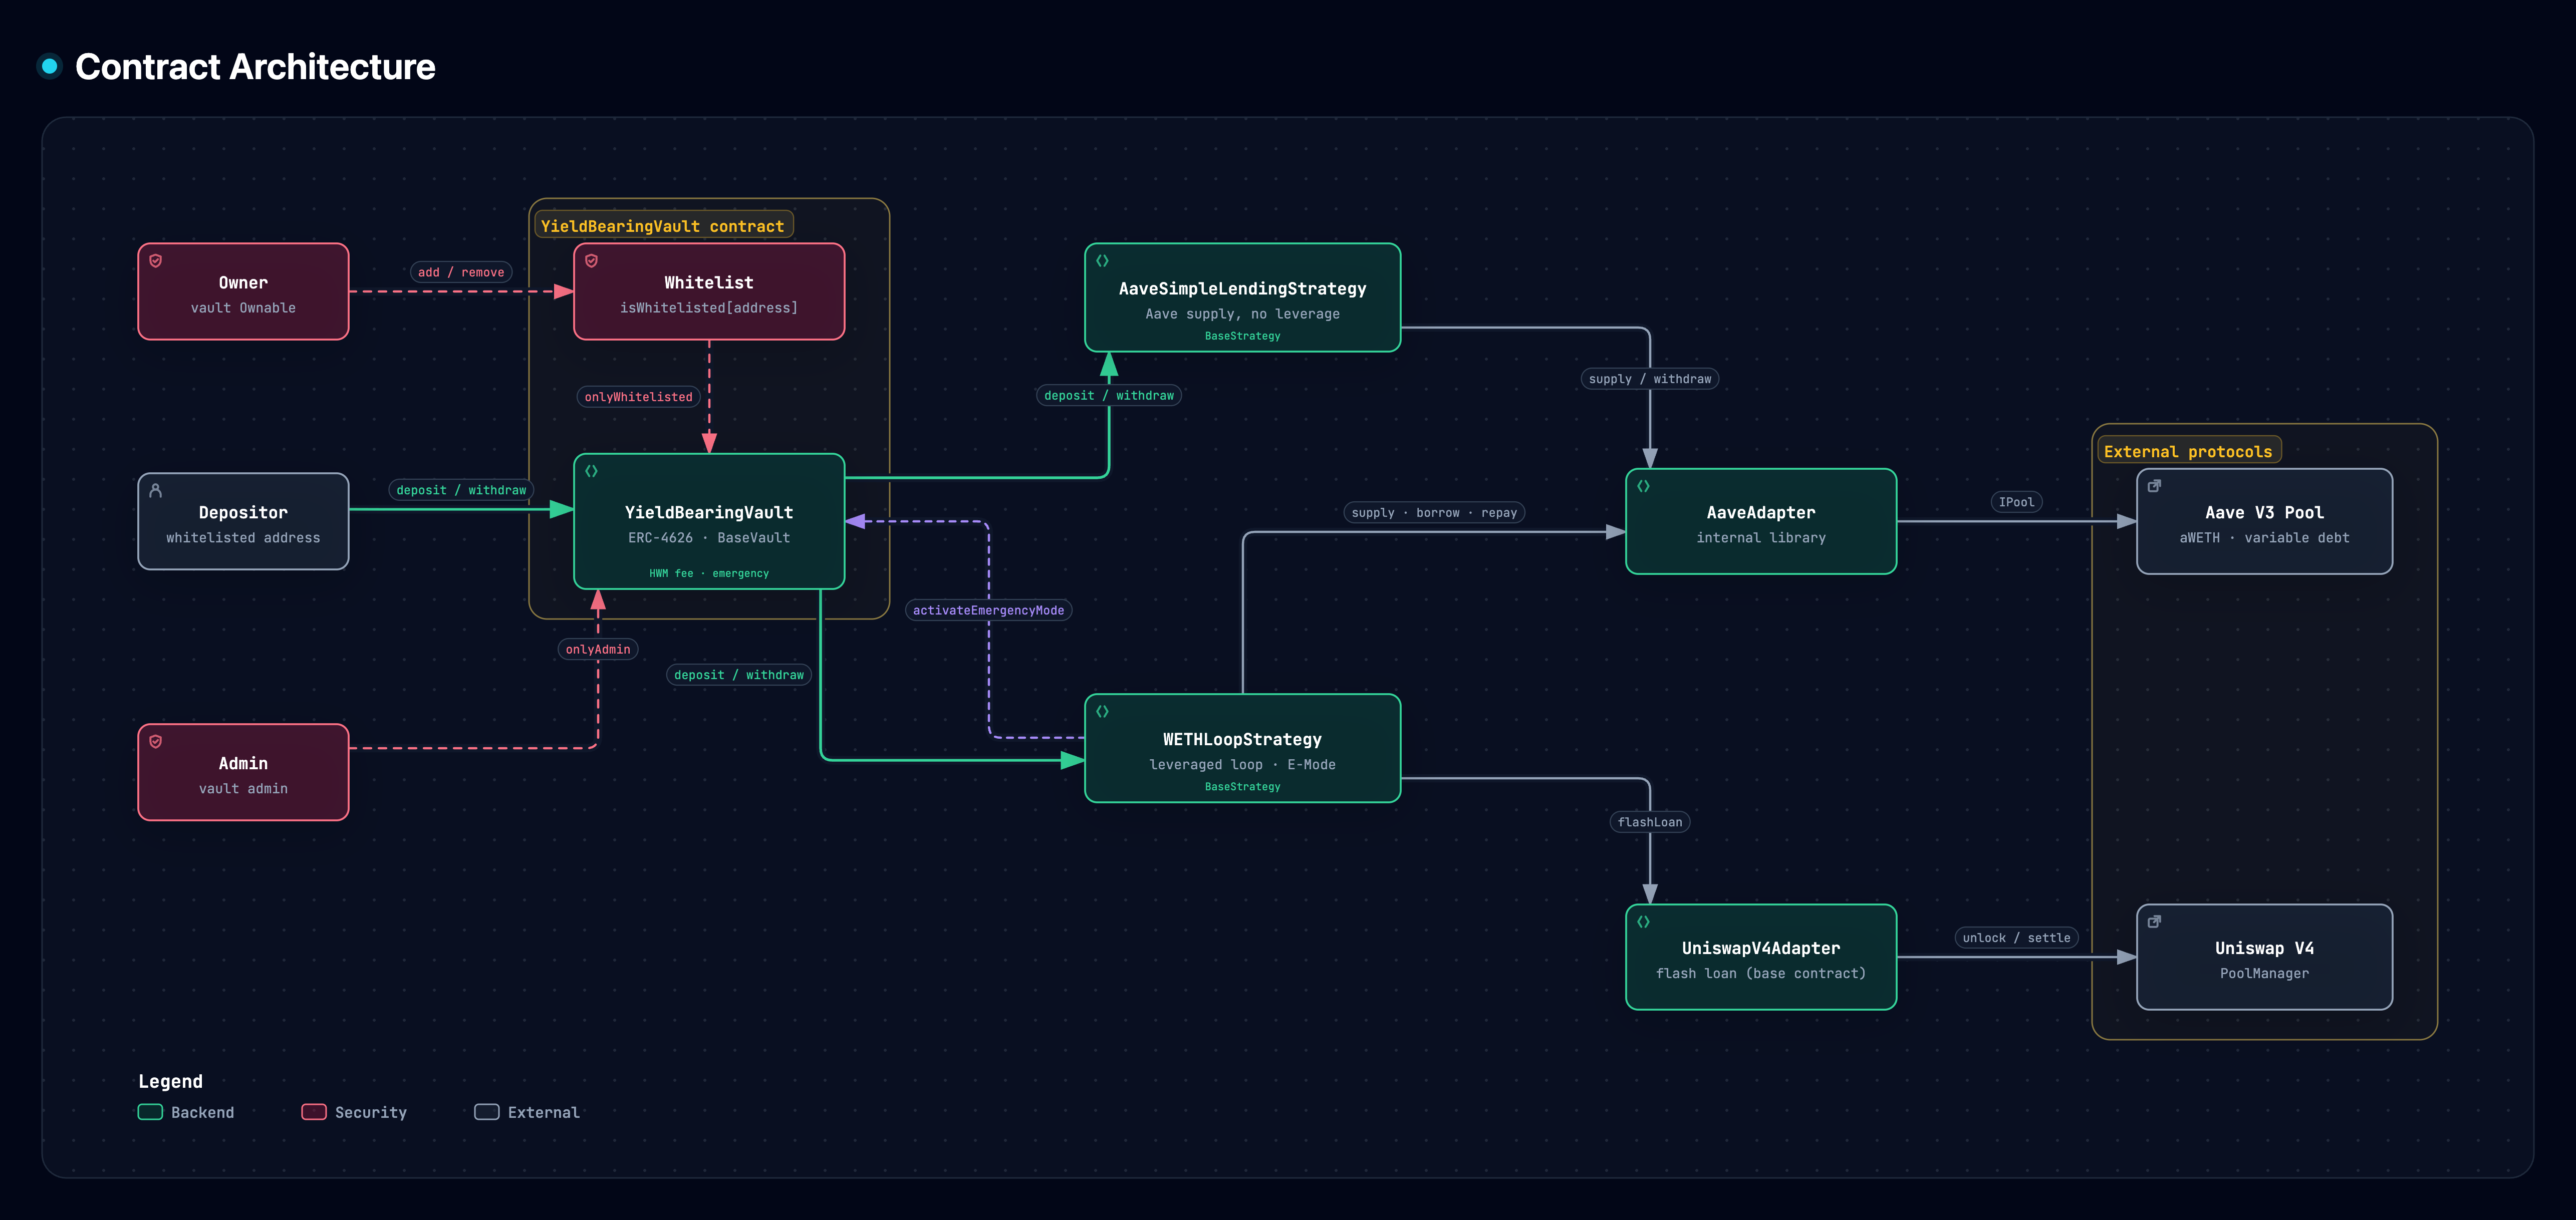 Contract Architecture
YieldBearingVault contract
Owner
vault Ownable
add / remove
Whitelist
isWhitelisted[address]
AaveSimpleLendingStrategy
Aave supply, no leverage
BaseStrategy
onlyWhitelisted
deposit / withdraw
supply / withdraw
Depositor
whitelisted address
deposit / withdraw
YieldBearingVault
ERC-4626 · BaseVault
HWM fee · emergency
supply · borrow · repay
AaveAdapter
internal library
IPool
External protocols
Aave V3 Pool
aWETH · variable debt
activateEmergencyMode
onlyAdmin
deposit / withdraw
Admin
vault admin
WETHLoopStrategy
leveraged loop · E-Mode
BaseStrategy
flashLoan
UniswapV4Adapter
flash loan (base contract)
unlock / settle
Uniswap V4
PoolManager
Legend
Backend
Security
External